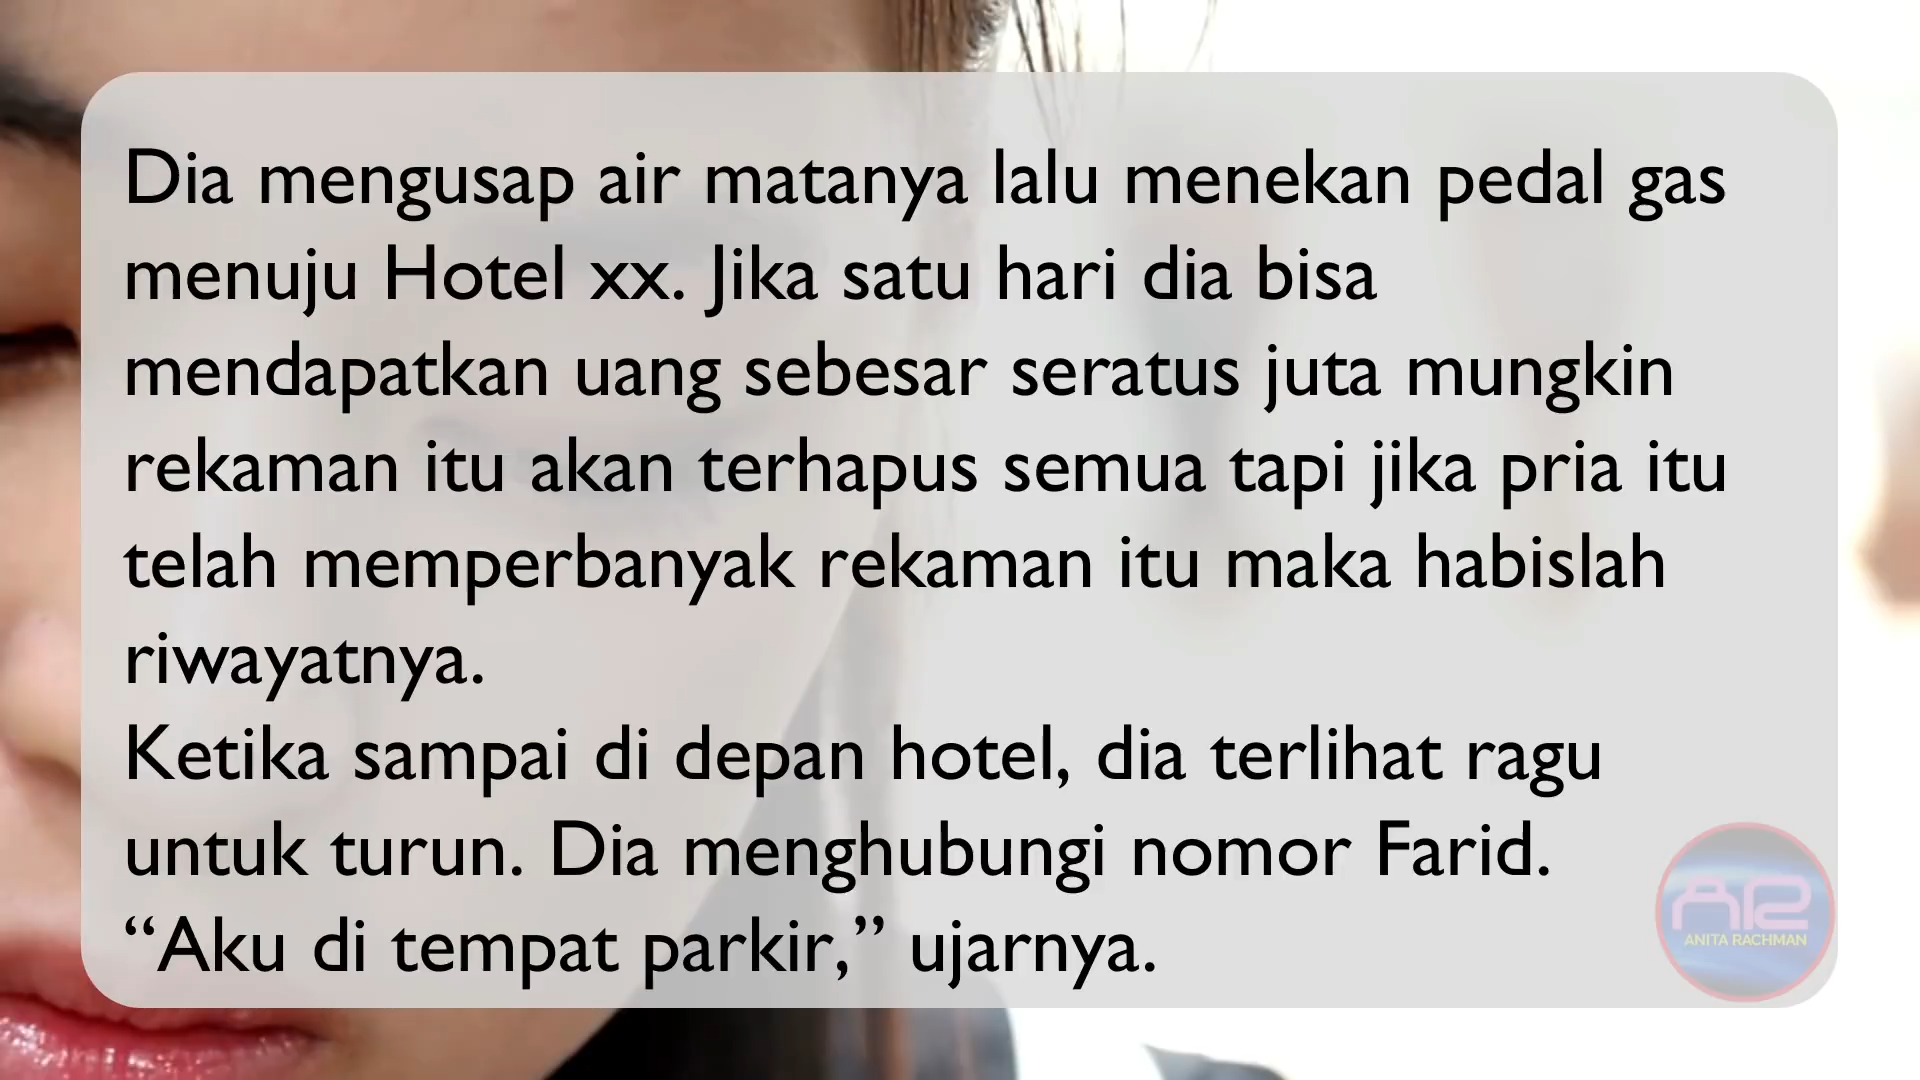 Dia mengusap air matanya lalu menekan pedal gas
menuju Hotel xx. Jika satu hari dia bisa
mendapatkan uang sebesar seratus juta mungkin
rekaman itu akan terhapus semua tapi jika pria itu
telah memperbanyak rekaman itu maka habislah
riwayatnya.
Ketika sampai di depan hotel, dia terlihat ragu
untuk turun. Dia menghubungi nomor Farid.
“Aku di tempat parkir,” ujarnya.
AR
ANITA RACHMAN